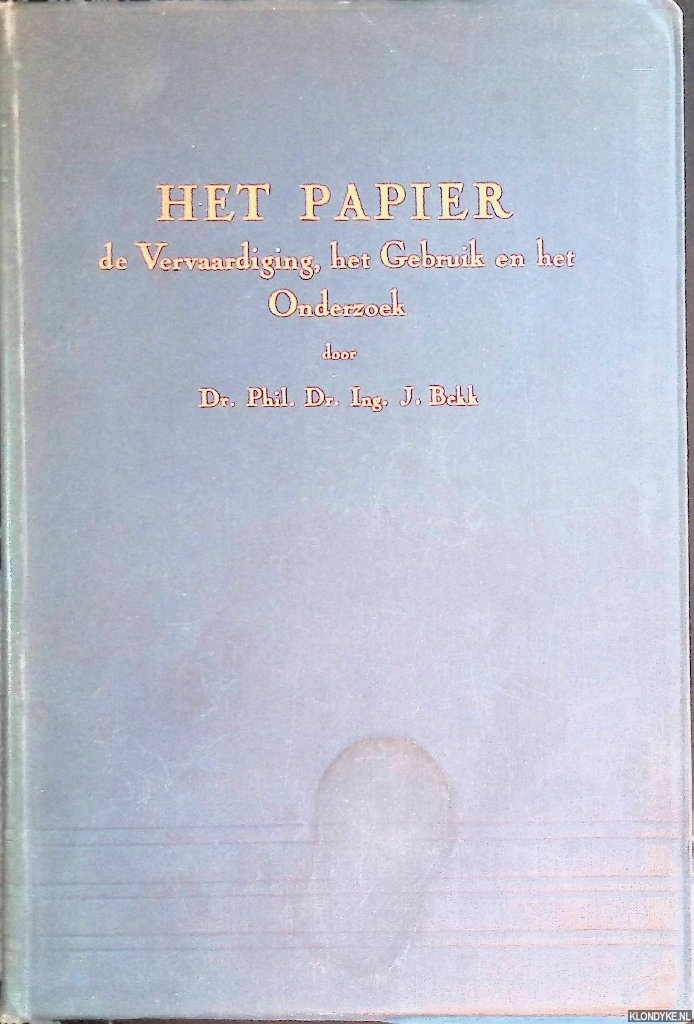 HET PAPIER
de Vervaardiging, het Gebruik en het
Onderzoek
door
Dr. Phil. Dr. Ing. J. Bekk
KLONDYKE.NL